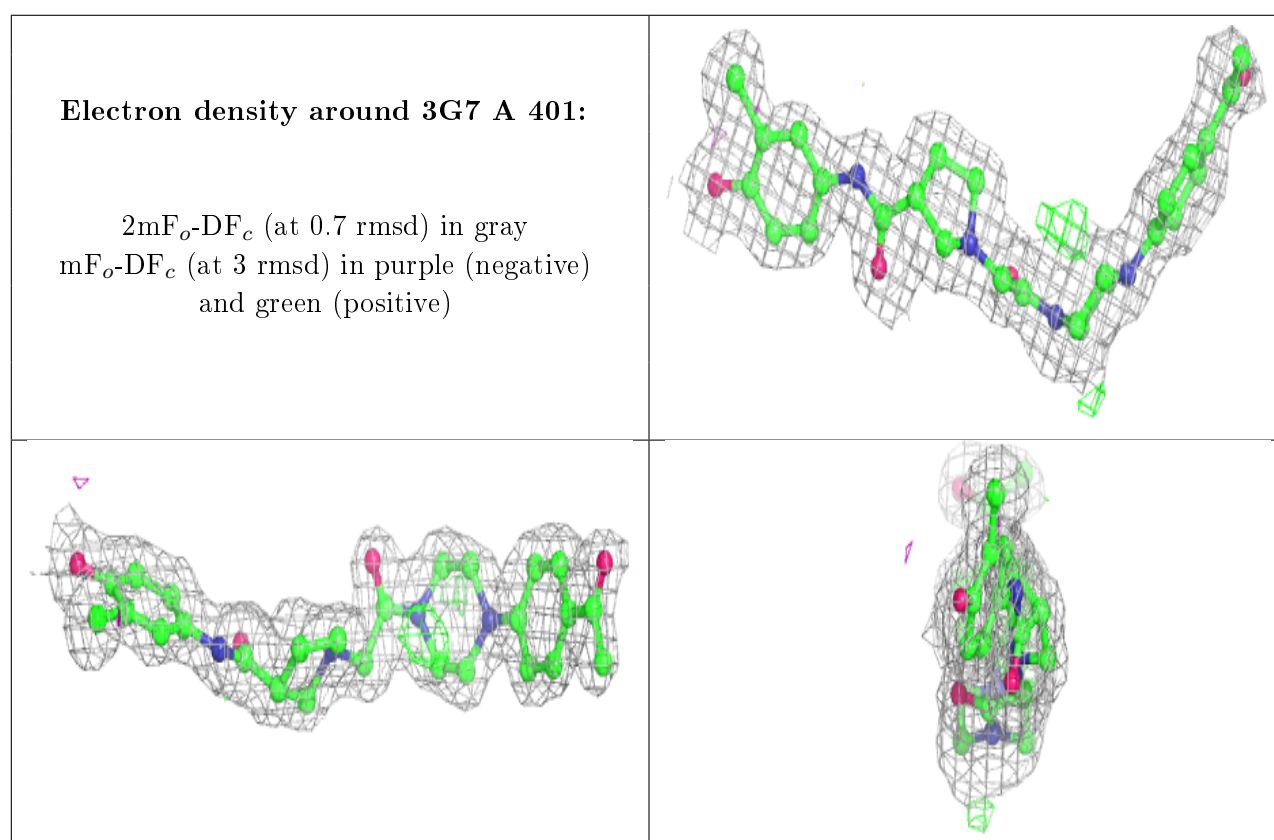 Electron density around 3G7 A 401:
2mFo-DFc (at 0.7 rmsd) in gray
mFo-DFc (at 3 rmsd) in purple (negative)
and green (positive)